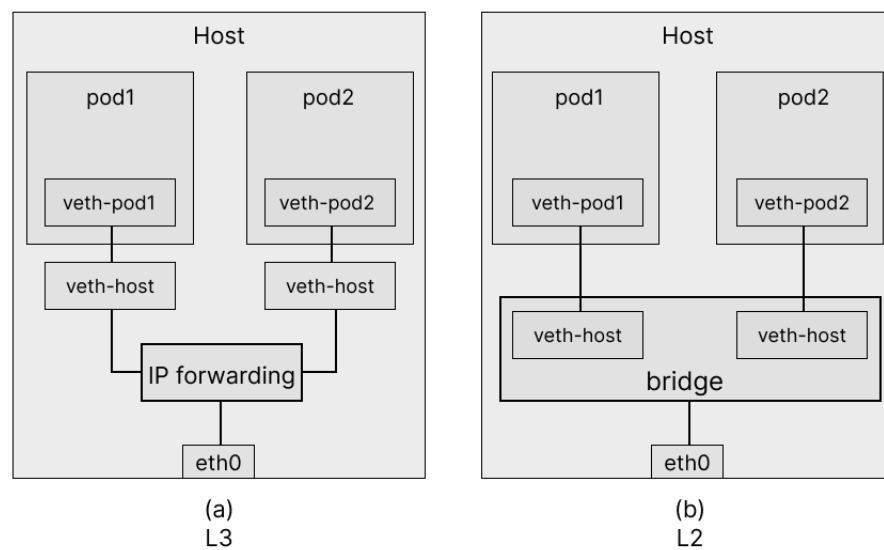 Host
pod1
pod2
veth-pod1
veth-pod2
veth-host
veth-host
IP forwarding
eth0
(a)
L3
Host
pod1
pod2
veth-pod1
veth-pod2
veth-host
veth-host
bridge
eth0
(b)
L2